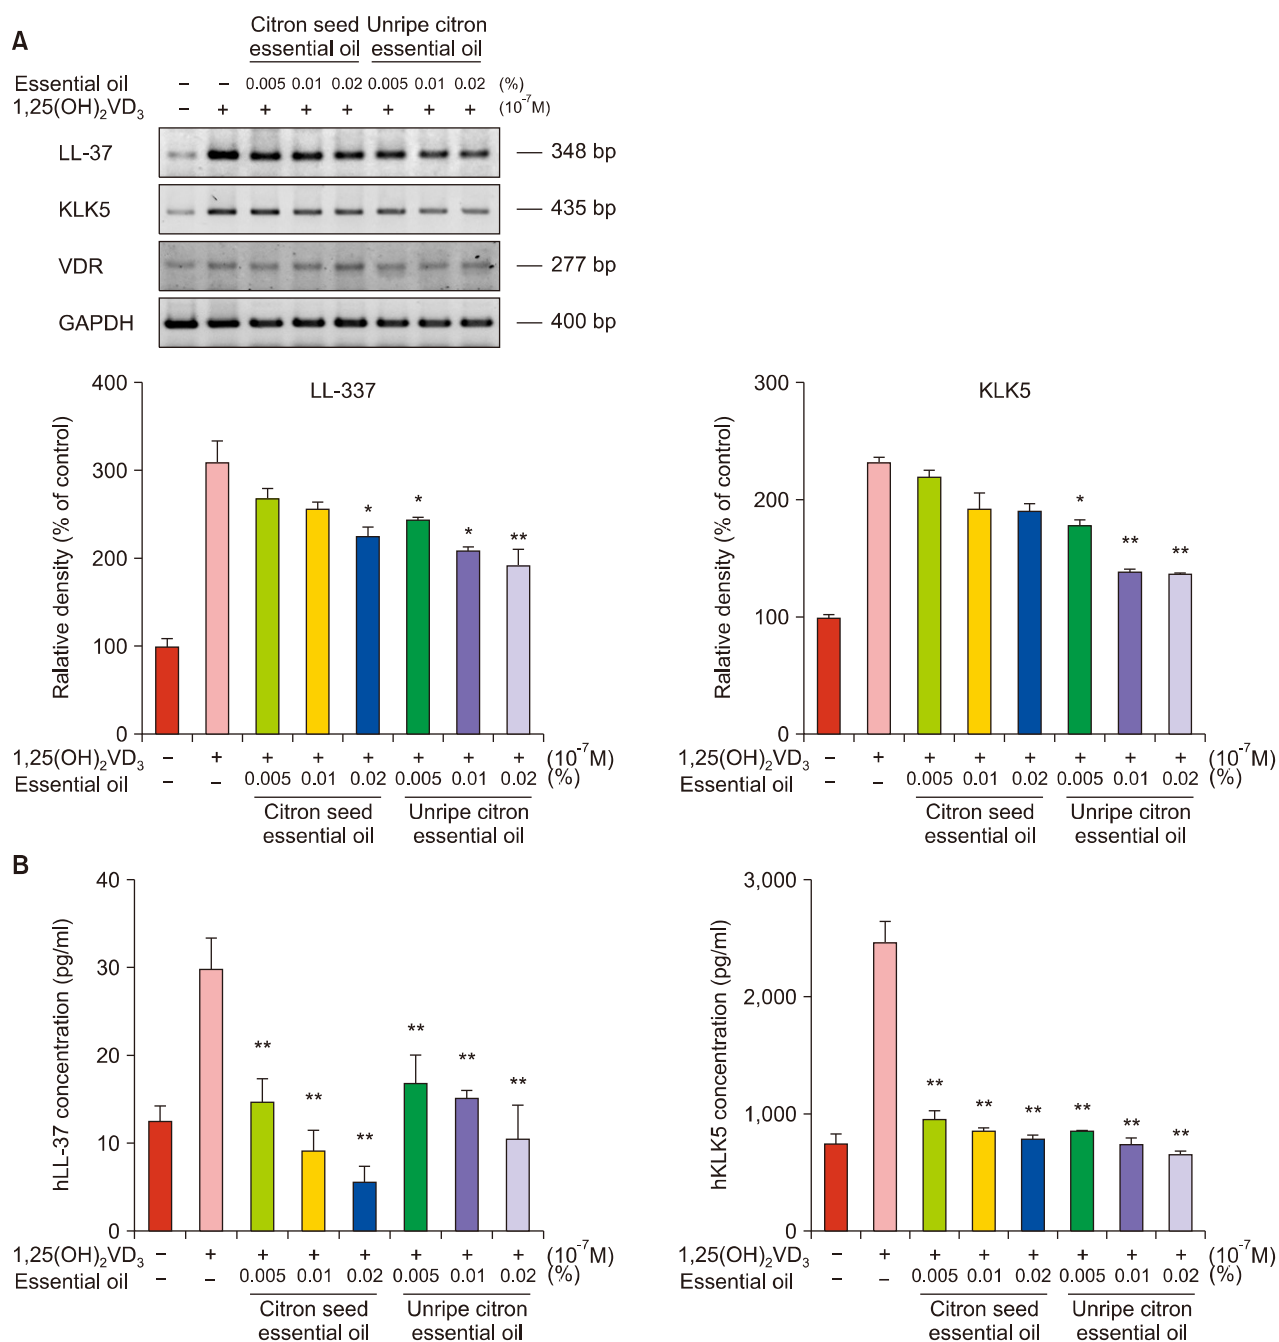 A
Citron seed Unripe citron
essential oil essential oil
Essential oil – – 0.005 0.01 0.02 0.005 0.01 0.02 (%)
1,25(OH)₂VD₃ – + + + + + + + (10⁻⁷M)
LL-37 — 348 bp
KLK5 — 435 bp
VDR — 277 bp
GAPDH — 400 bp
LL-337
Ralative density (% of control)
400
300
200
100
0
* * * **
1,25(OH)₂VD₃ – + + + + + + + (10⁻⁷M)
Essential oil – – 0.005 0.01 0.02 0.005 0.01 0.02 (%)
Citron seed Unripe citron
essential oil essential oil
KLK5
Ralative density (% of control)
300
200
100
0
* ** **
1,25(OH)₂VD₃ – + + + + + + + (10⁻⁷M)
Essential oil – – 0.005 0.01 0.02 0.005 0.01 0.02 (%)
Citron seed Unripe citron
essential oil essential oil
B
hLL-37 concentration (pg/ml)
40
30
20
10
0
** ** ** ** ** **
1,25(OH)₂VD₃ – + + + + + + + (10⁻⁷M)
Essential oil – – 0.005 0.01 0.02 0.005 0.01 0.02 (%)
Citron seed Unripe citron
essential oil essential oil
hKLK5 concentration (pg/ml)
3,000
2,000
1,000
0
** ** ** ** ** **
1,25(OH)₂VD₃ – + + + + + + + (10⁻⁷M)
Essential oil – – 0.005 0.01 0.02 0.005 0.01 0.02 (%)
Citron seed Unripe citron
essential oil essential oil